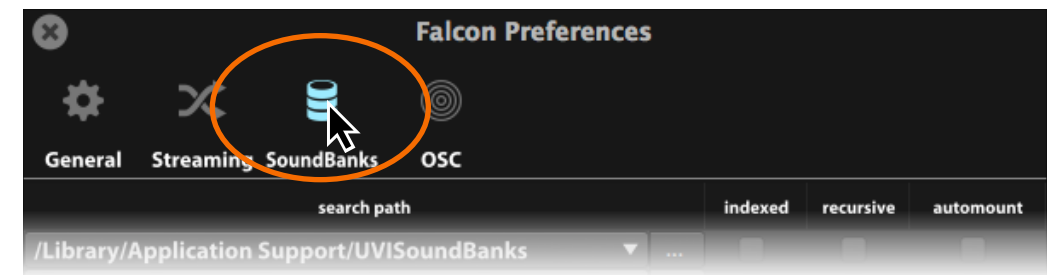 Falcon Preferences
General Streaming SoundBanks OSC
search path indexed recursive automount
/Library/Application Support/UVISoundBanks ...